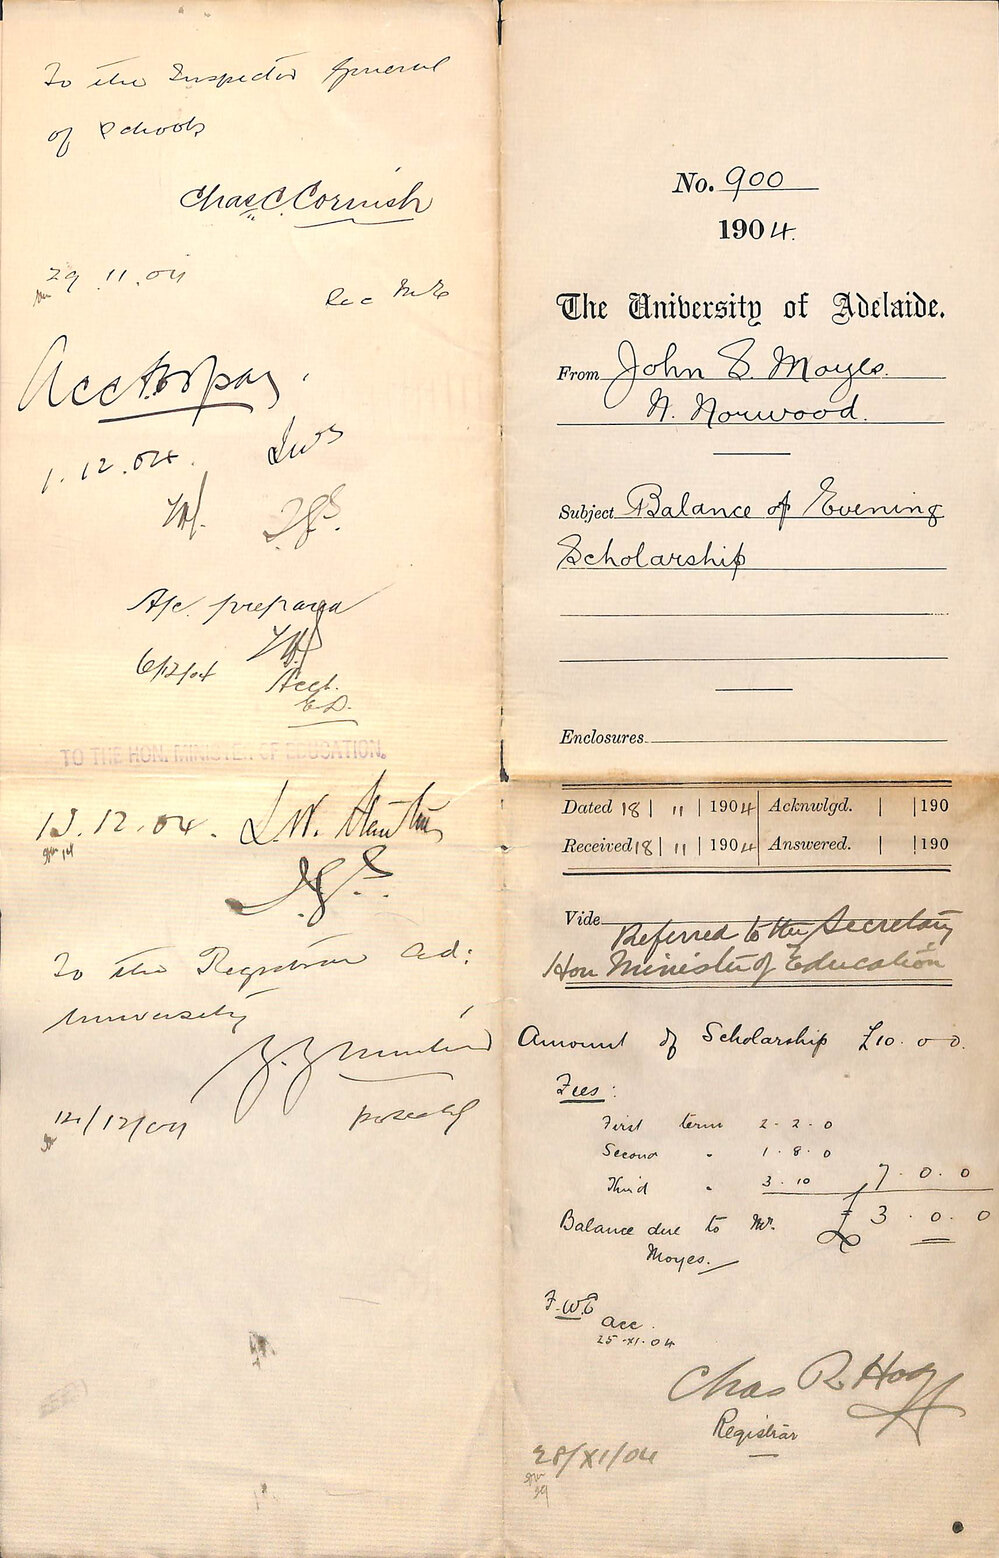 To the Inspector General
of Schools
Chas C. Cornish
29.11.04
Rec
Acct for pay.
1.12.04.
A/c. prepared
6/12/04
Acct.
E.D.
TO THE HON. MINISTER OF EDUCATION.
13.12.04.
I.G.S.
To the Registrar Ad:
University
14/12/04
No. 900
1904.
The University of Adelaide.
From John S. Moyes.
N. Norwood.
Subject Balance of Evening
Scholarship
Enclosures
Dated 18 | 11 | 1904 Acknwlgd. | | 190
Received 18 | 11 | 1904 Answered. | | 190
Vide
Referred to the Secretary
Hon Minister of Education
Amount of Scholarship £10.0.0.
Fees:
First term 2.2.0
Second " 1.8.0
Third " 3.10 7.0.0
Balance due to Mr. £3.0.0
Moyes.
F.W.E
Acc.
25.XI.04
Chas R Hodge
Registrar
28/XI/04